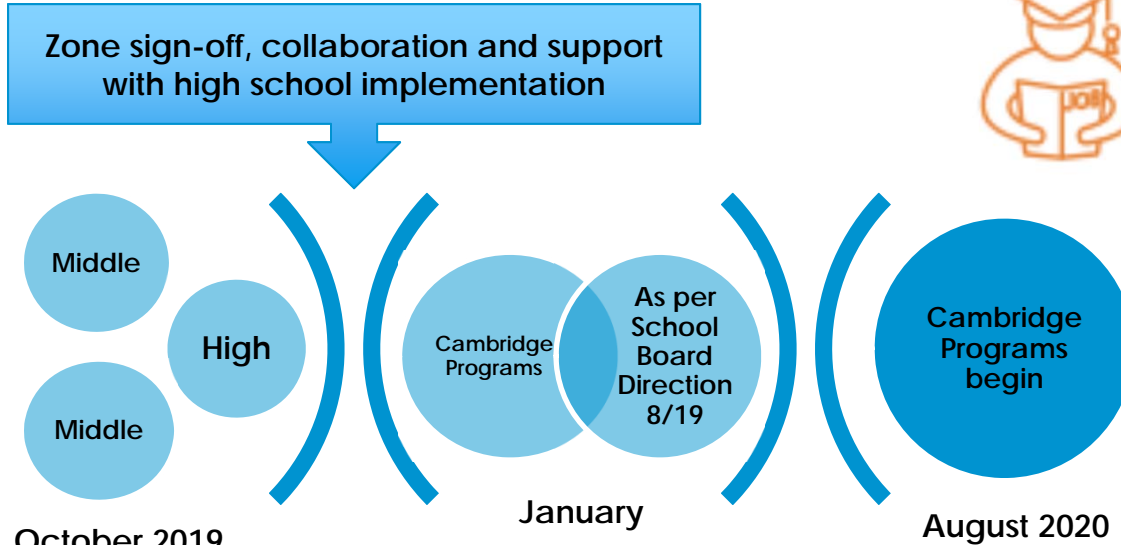 Zone sign-off, collaboration and support
with high school implementation
JOB
Middle
High
Middle
October 2019
Cambridge
Programs
As per
School
Board
Direction
8/19
January
Cambridge
Programs
begin
August 2020